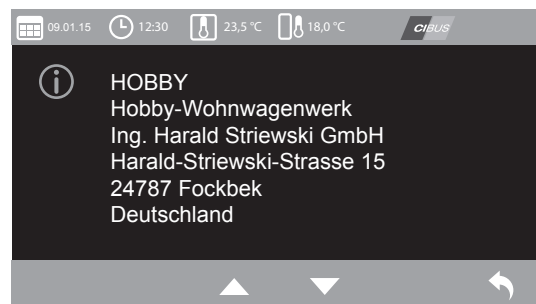 09.01.15 12:30 23,5 °C 18,0 °C CIBUS
HOBBY
Hobby-Wohnwagenwerk
Ing. Harald Striewski GmbH
Harald-Striewski-Strasse 15
24787 Fockbek
Deutschland